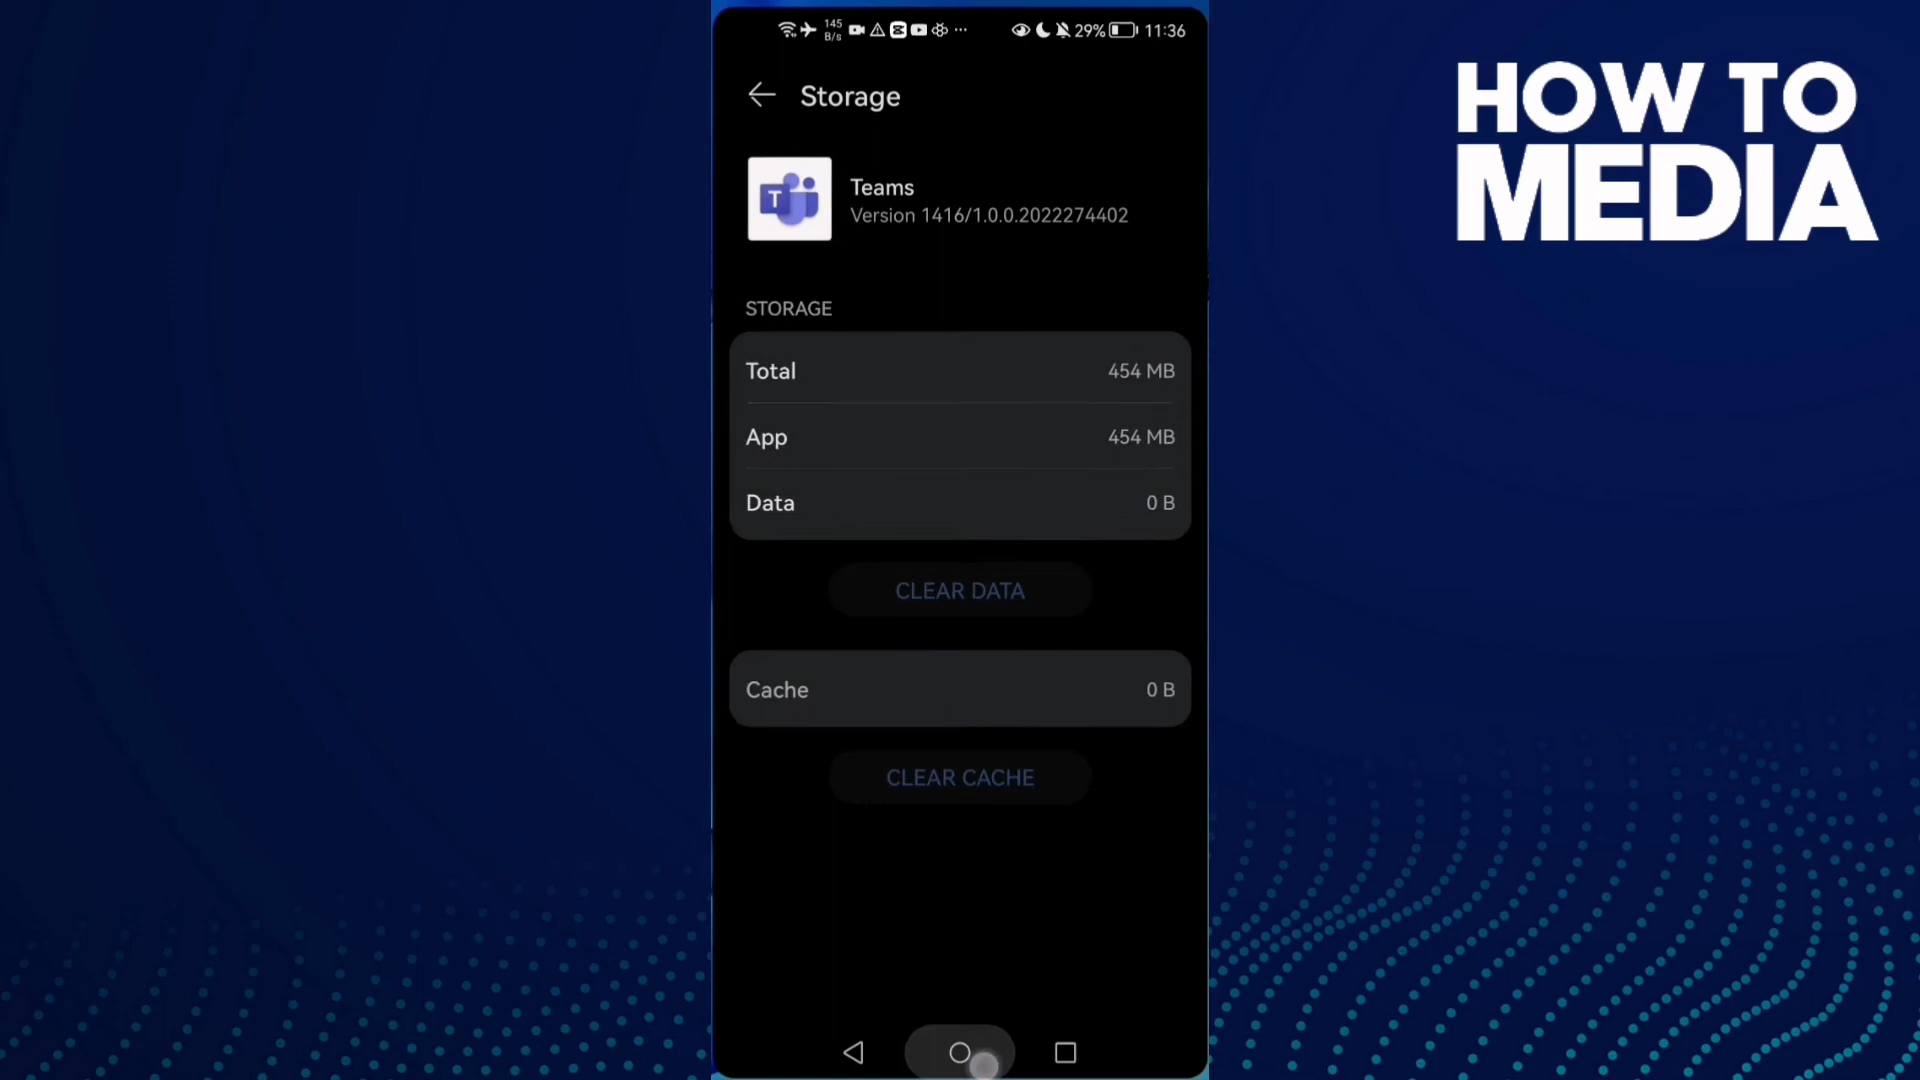 145
B/s
29%
11:36
Storage
T
Teams
Version 1416/1.0.0.2022274402
STORAGE
Total 454 MB
App 454 MB
Data 0 B
CLEAR DATA
Cache 0 B
CLEAR CACHE
HOW TO
MEDIA